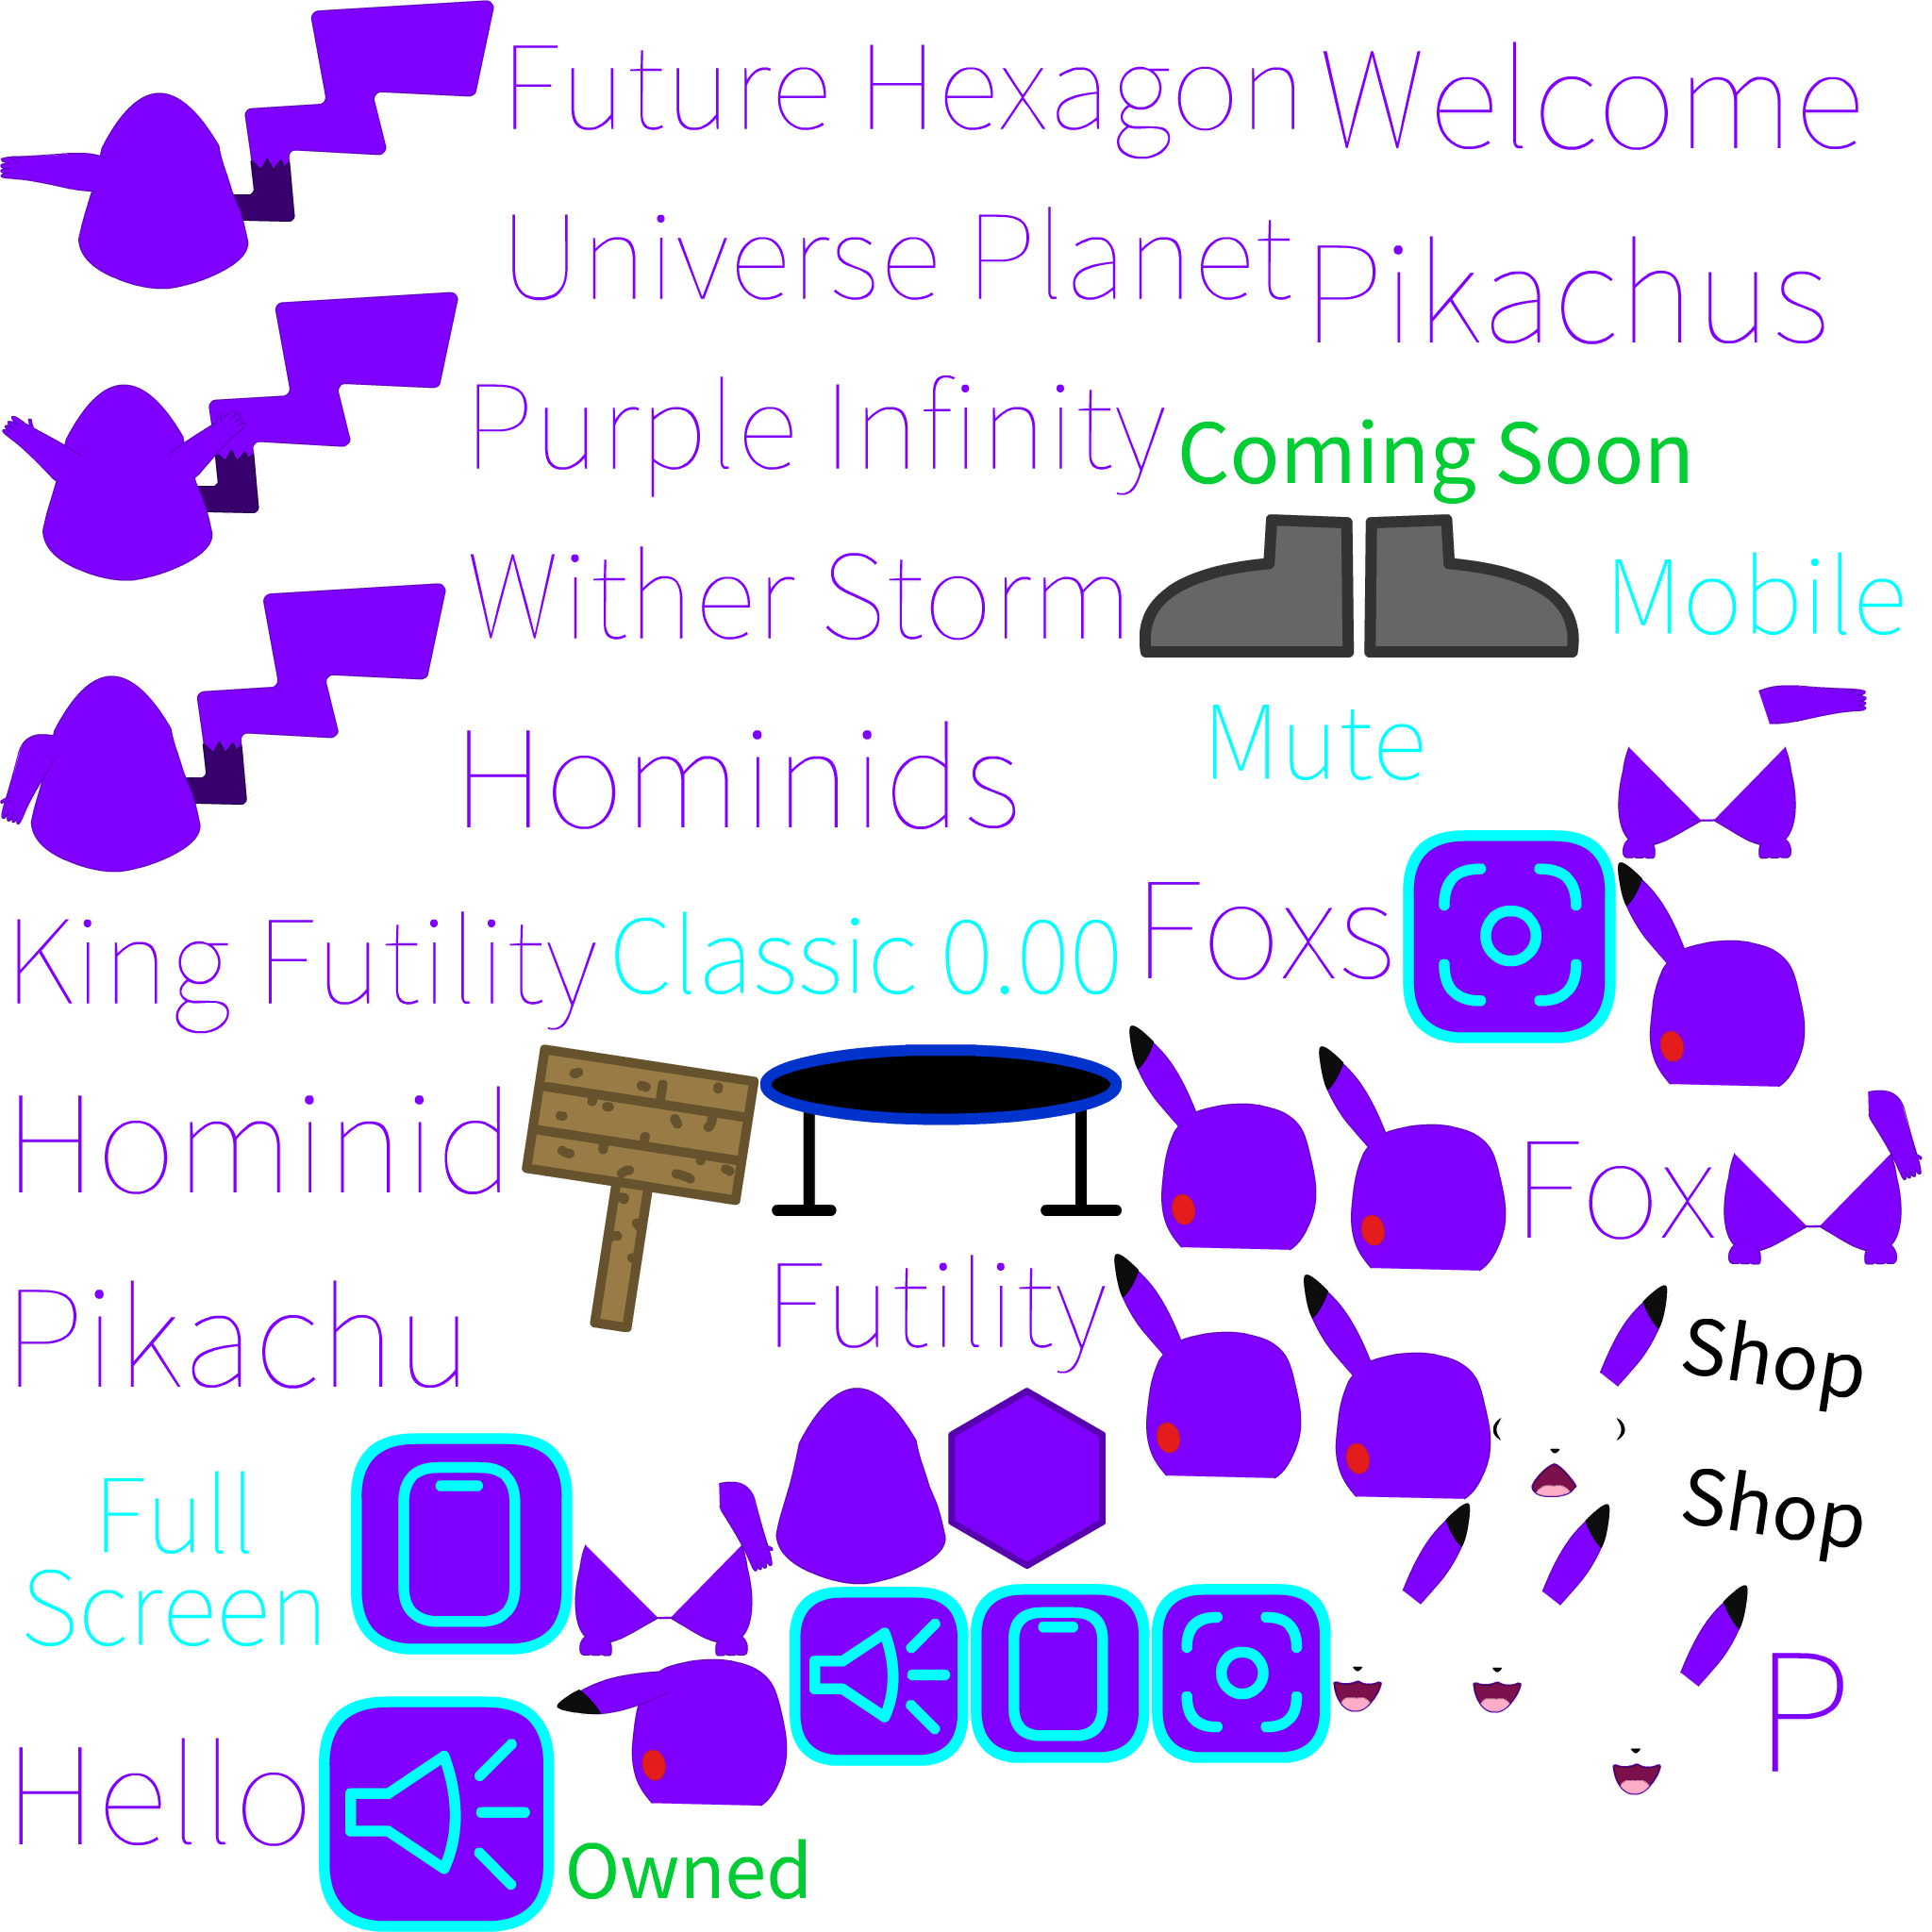 Future Hexagon
Welcome
Universe Planet
Pikachus
Purple Infinity
Coming Soon
Wither Storm
Mobile
Hominids
Mute
King Futility
Classic 0.00
Foxs
Hominid
Fox
Pikachu
Futility
Shop
Full
Screen
Shop
P
Hello
Owned